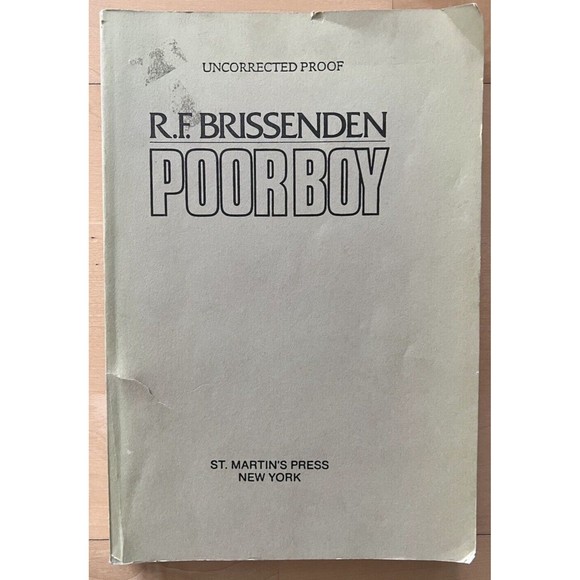 UNCORRECTED PROOF
R.F. BRISSENDEN
POOR BOY
ST. MARTIN'S PRESS
NEW YORK